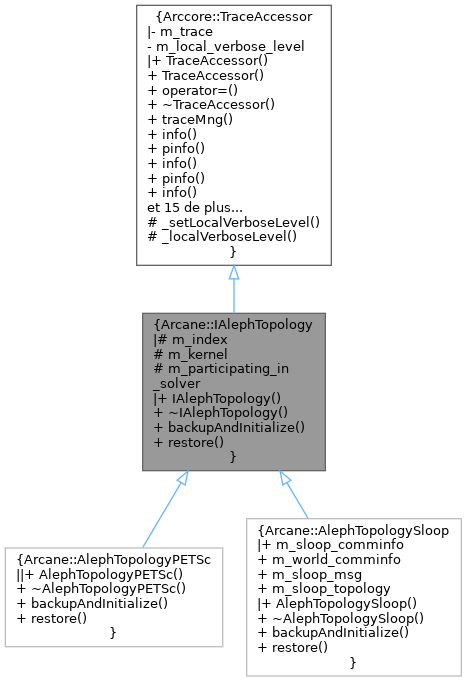 {Arccore::TraceAccessor
|- m_trace
- m_local_verbose_level
|+ TraceAccessor()
+ TraceAccessor()
+ operator=()
+ ~TraceAccessor()
+ traceMng()
+ info()
+ pinfo()
+ info()
+ pinfo()
+ info()
et 15 de plus...
# _setLocalVerboseLevel()
# _localVerboseLevel()
}
{Arcane::IAlephTopology
|# m_index
# m_kernel
# m_participating_in
_solver
|+ IAlephTopology()
+ ~IAlephTopology()
+ backupAndInitialize()
+ restore()
}
{Arcane::AlephTopologyPETSc
||+ AlephTopologyPETSc()
+ ~AlephTopologyPETSc()
+ backupAndInitialize()
+ restore()
}
{Arcane::AlephTopologySloop
|+ m_sloop_comminfo
+ m_world_comminfo
+ m_sloop_msg
+ m_sloop_topology
|+ AlephTopologySloop()
+ ~AlephTopologySloop()
+ backupAndInitialize()
+ restore()
}